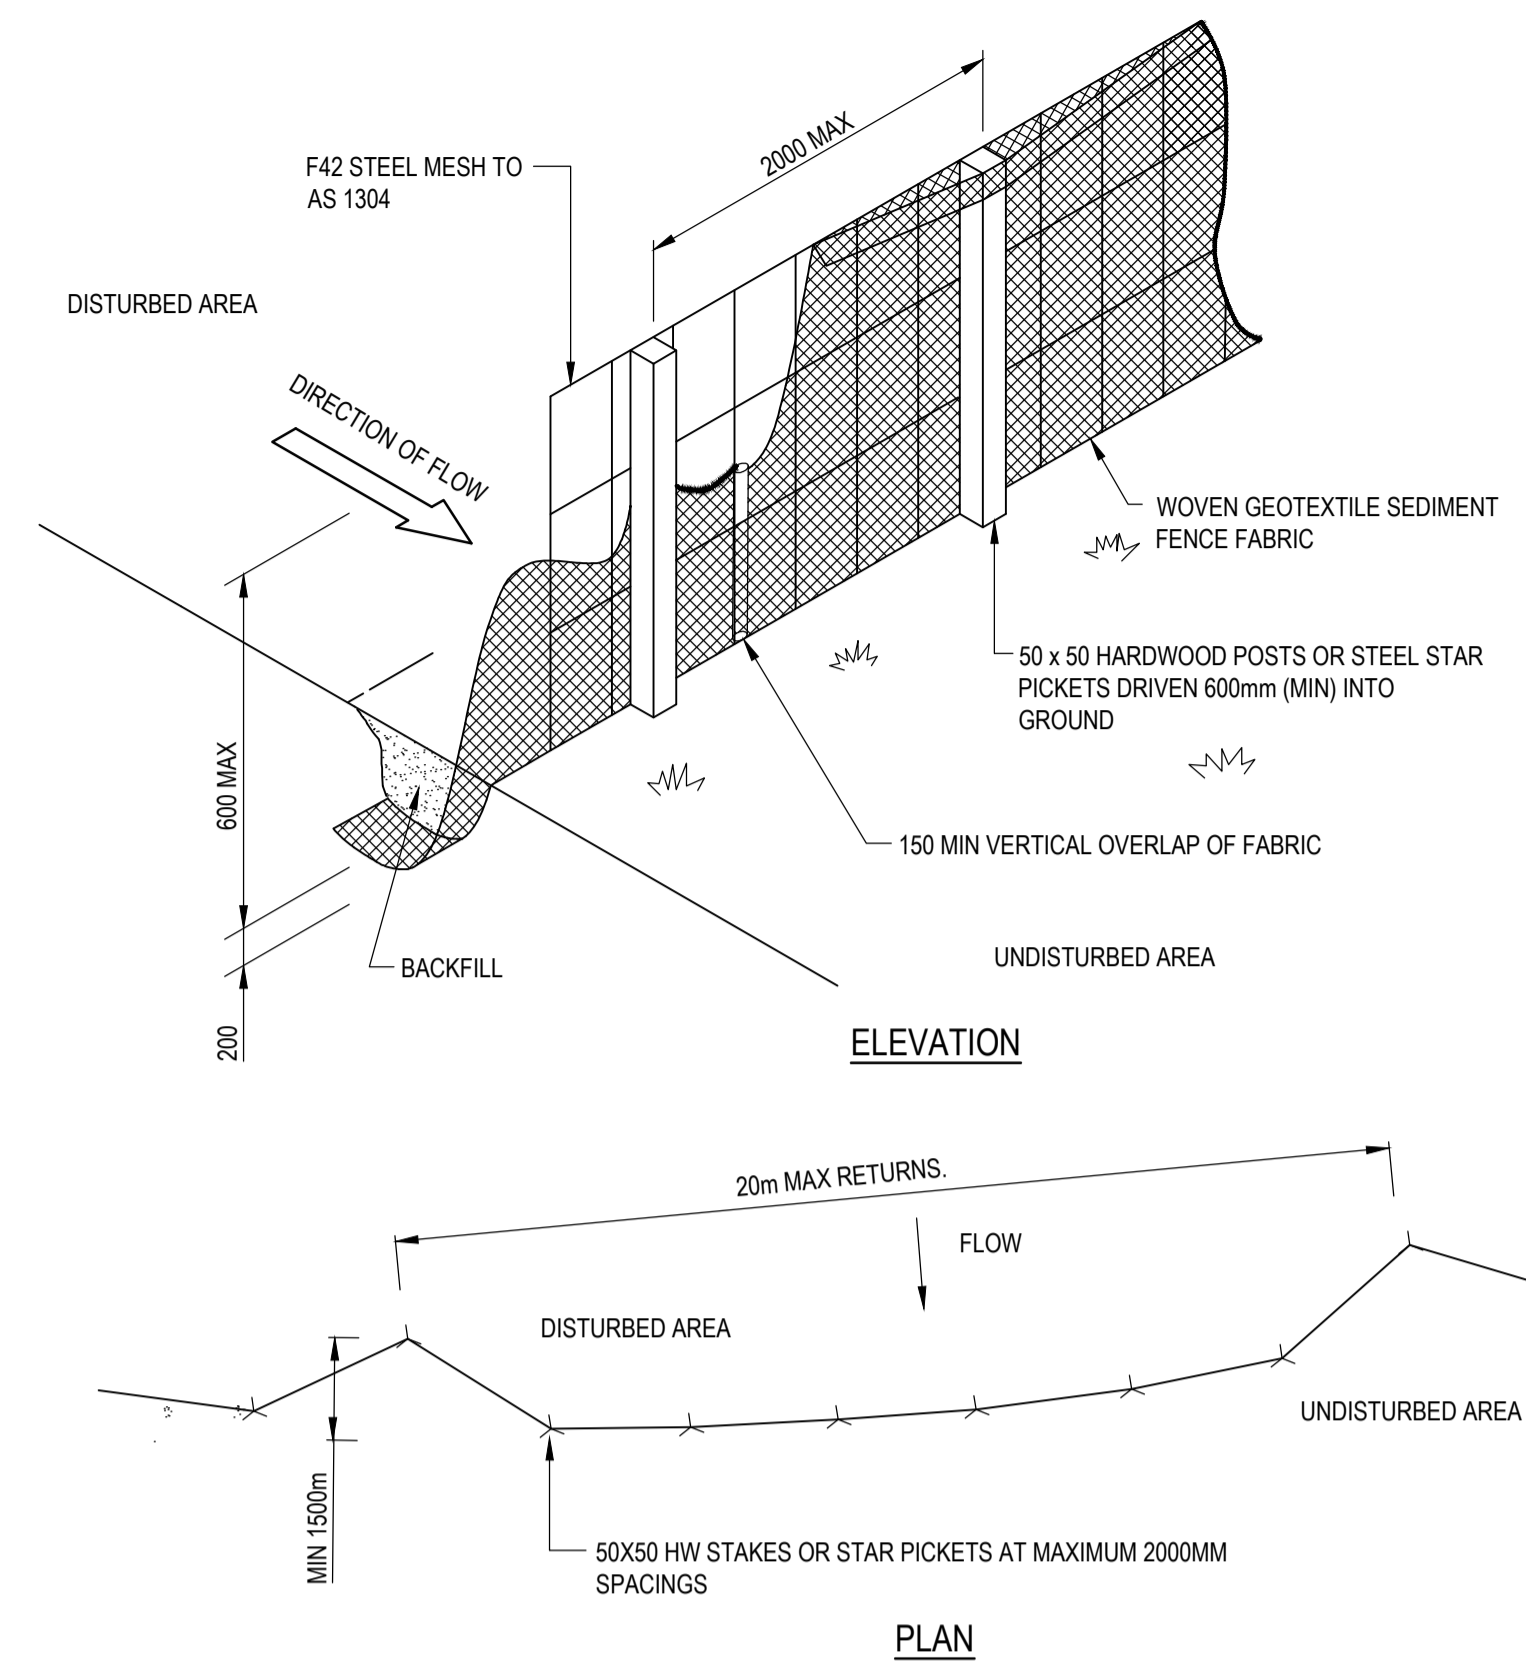 2000 MAX
F42 STEEL MESH TO
AS 1304
DISTURBED AREA
DIRECTION OF FLOW
WOVEN GEOTEXTILE SEDIMENT
FENCE FABRIC
50 x 50 HARDWOOD POSTS OR STEEL STAR
PICKETS DRIVEN 600mm (MIN) INTO
GROUND
600 MAX
150 MIN VERTICAL OVERLAP OF FABRIC
BACKFILL
UNDISTURBED AREA
200
ELEVATION
20m MAX RETURNS.
FLOW
DISTURBED AREA
UNDISTURBED AREA
MIN 1500m
50X50 HW STAKES OR STAR PICKETS AT MAXIMUM 2000MM
SPACINGS
PLAN